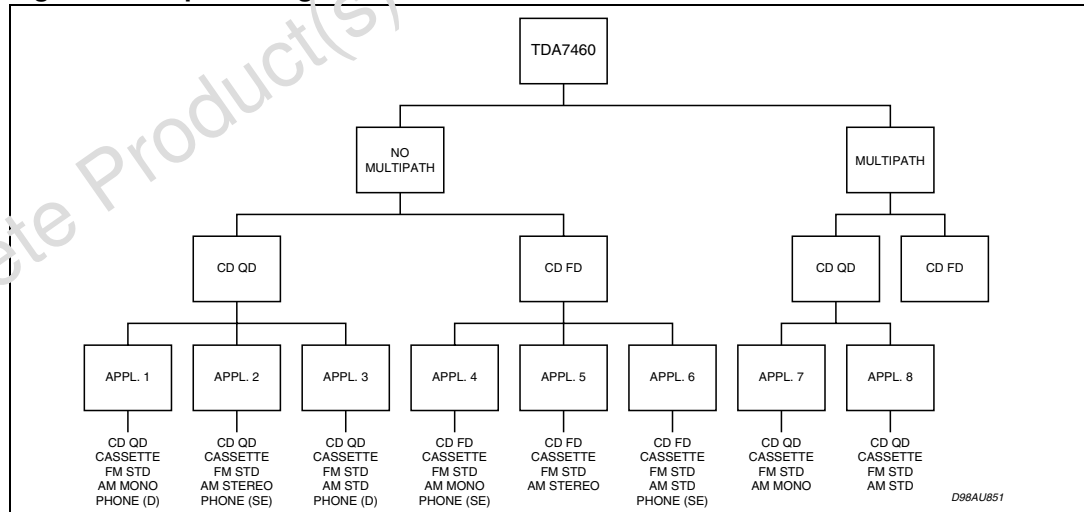 TDA7460
NO
MULTIPATH
MULTIPATH
CD QD
CD FD
CD QD
CD FD
APPL. 1
APPL. 2
APPL. 3
APPL. 4
APPL. 5
APPL. 6
APPL. 7
APPL. 8
CD QD
CASSETTE
FM STD
AM MONO
PHONE (D)
CD QD
CASSETTE
FM STD
AM STEREO
PHONE (SE)
CD QD
CASSETTE
FM STD
AM STD
PHONE (D)
CD FD
CASSETTE
FM STD
AM MONO
PHONE (SE)
CD FD
CASSETTE
FM STD
AM STEREO
CD FD
CASSETTE
FM STD
AM STD
PHONE (SE)
CD QD
CASSETTE
FM STD
AM MONO
CD QD
CASSETTE
FM STD
AM STD
D98AU851
ete Product(s)